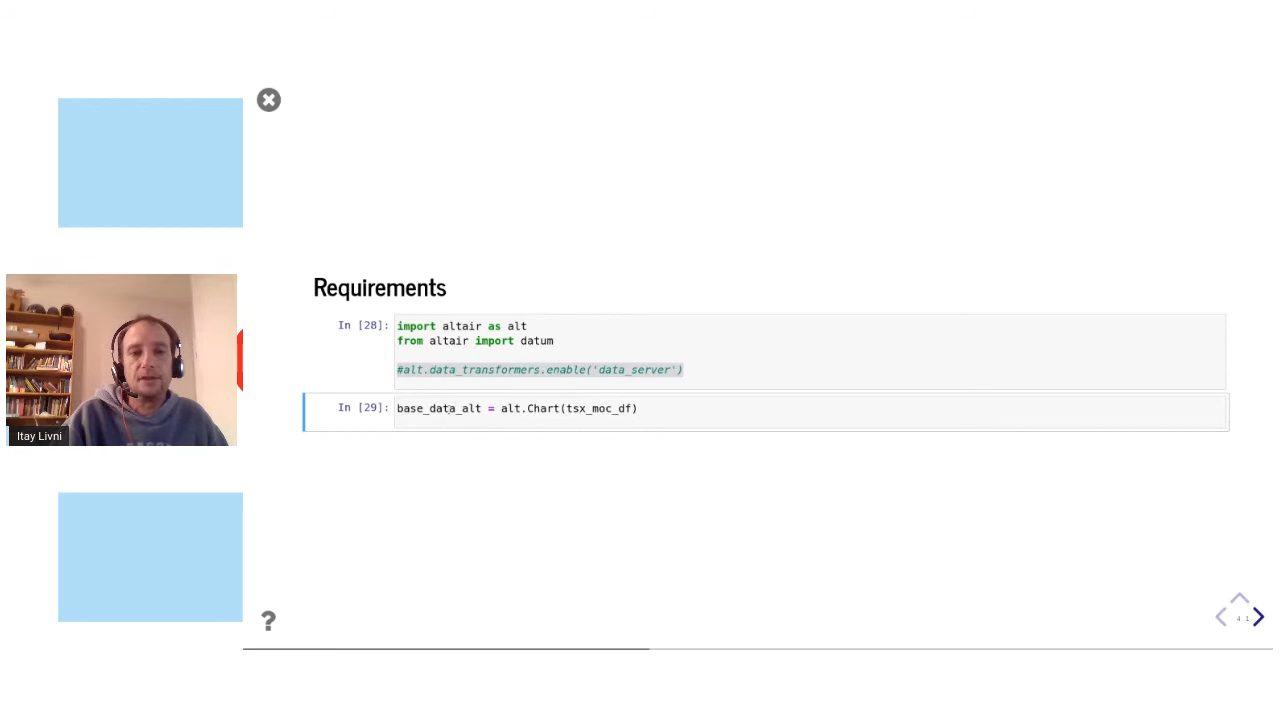 Requirements
In [28]:
import altair as alt
from altair import datum
#alt.data_transformers.enable('data_server')
In [29]:
base_data_alt = alt.Chart(tsx_moc_df)
Itay Livni
?